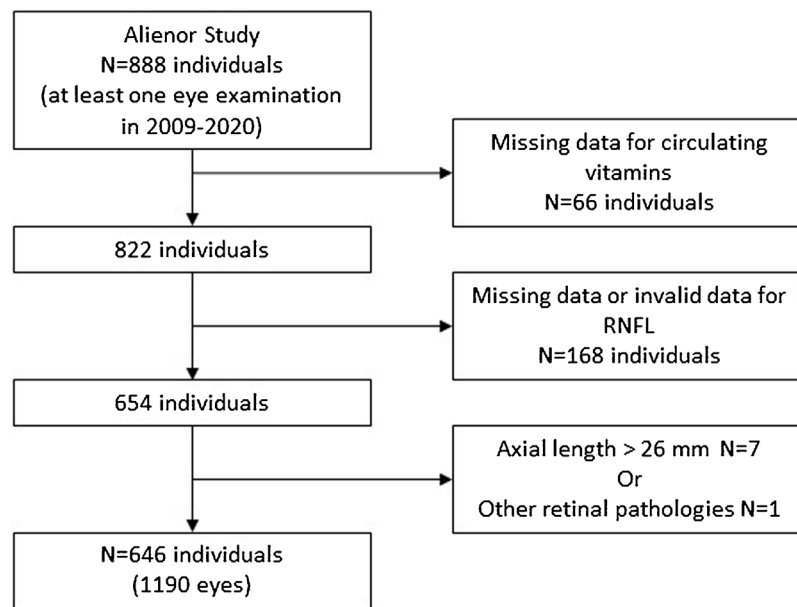 Alienor Study
N=888 individuals
(at least one eye examination
in 2009-2020)
Missing data for circulating
vitamins
N=66 individuals
822 individuals
Missing data or invalid data for
RNFL
N=168 individuals
654 individuals
Axial length > 26 mm N=7
Or
Other retinal pathologies N=1
N=646 individuals
(1190 eyes)